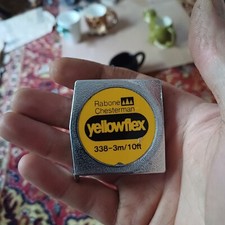 Rabone
Chesterman
yellowflex
338-3m/10ft